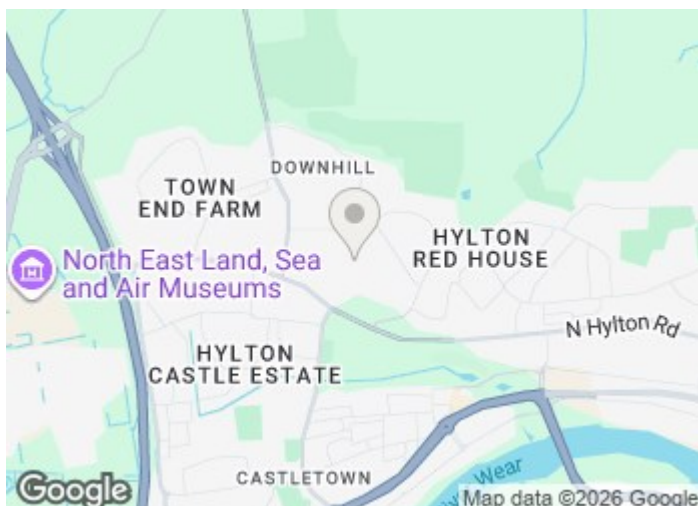 DOWNHILL
TOWN
END FARM
HYLTON
RED HOUSE
North East Land, Sea
and Air Museums
N Hylton Rd
HYLTON
CASTLE ESTATE
CASTLETOWN
Wear
Google
Map data ©2026 Google